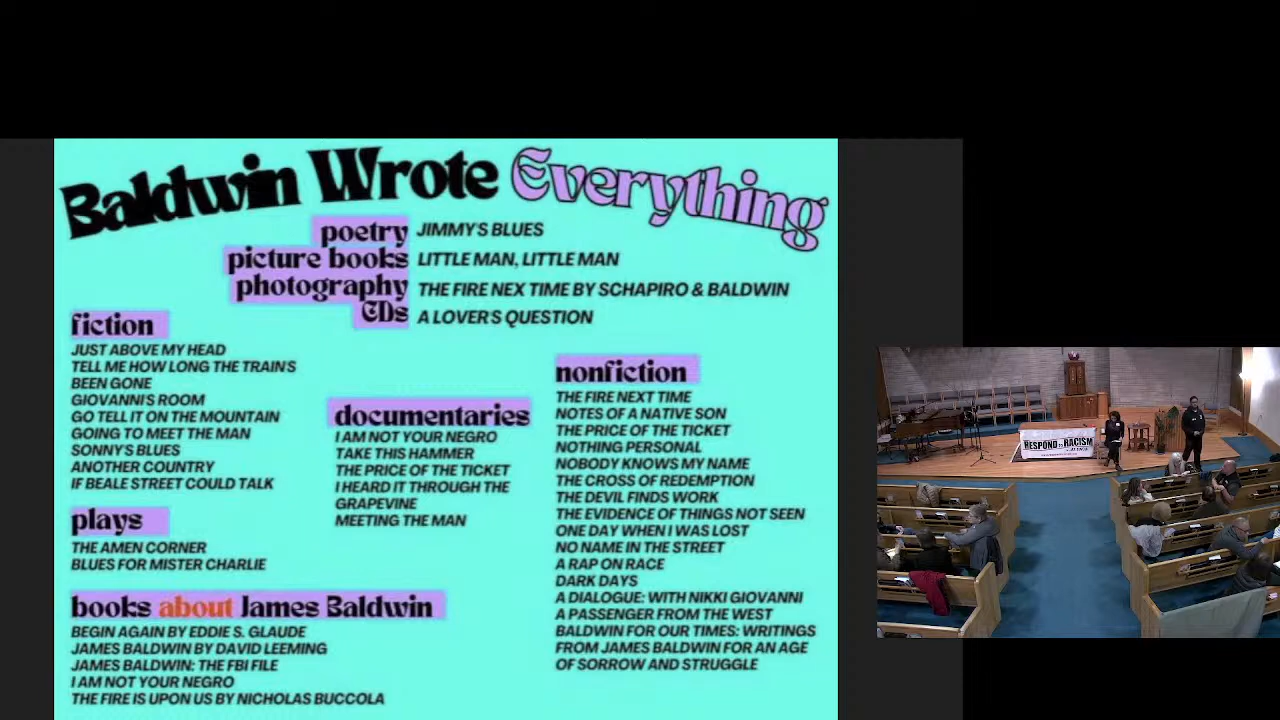 Baldwin Wrote Everything
poetry JIMMY'S BLUES
picture books LITTLE MAN, LITTLE MAN
photography THE FIRE NEX TIME BY SCHAPIRO & BALDWIN
CDs A LOVER'S QUESTION
fiction
JUST ABOVE MY HEAD
TELL ME HOW LONG THE TRAIN'S
BEEN GONE
GIOVANNI'S ROOM
GO TELL IT ON THE MOUNTAIN
GOING TO MEET THE MAN
SONNY'S BLUES
ANOTHER COUNTRY
IF BEALE STREET COULD TALK
plays
THE AMEN CORNER
BLUES FOR MISTER CHARLIE
documentaries
I AM NOT YOUR NEGRO
TAKE THIS HAMMER
THE PRICE OF THE TICKET
I HEARD IT THROUGH THE
GRAPEVINE
MEETING THE MAN
nonfiction
THE FIRE NEXT TIME
NOTES OF A NATIVE SON
THE PRICE OF THE TICKET
NOTHING PERSONAL
NOBODY KNOWS MY NAME
THE CROSS OF REDEMPTION
THE DEVIL FINDS WORK
THE EVIDENCE OF THINGS NOT SEEN
ONE DAY WHEN I WAS LOST
NO NAME IN THE STREET
A RAP ON RACE
DARK DAYS
A DIALOGUE: WITH NIKKI GIOVANNI
A PASSENGER FROM THE WEST
BALDWIN FOR OUR TIMES: WRITINGS
FROM JAMES BALDWIN FOR AN AGE
OF SORROW AND STRUGGLE
books about James Baldwin
BEGIN AGAIN BY EDDIE S. GLAUDE
JAMES BALDWIN BY DAVID LEEMING
JAMES BALDWIN: THE FBI FILE
I AM NOT YOUR NEGRO
THE FIRE IS UPON US BY NICHOLAS BUCCOLA
RESPOND TO RACISM